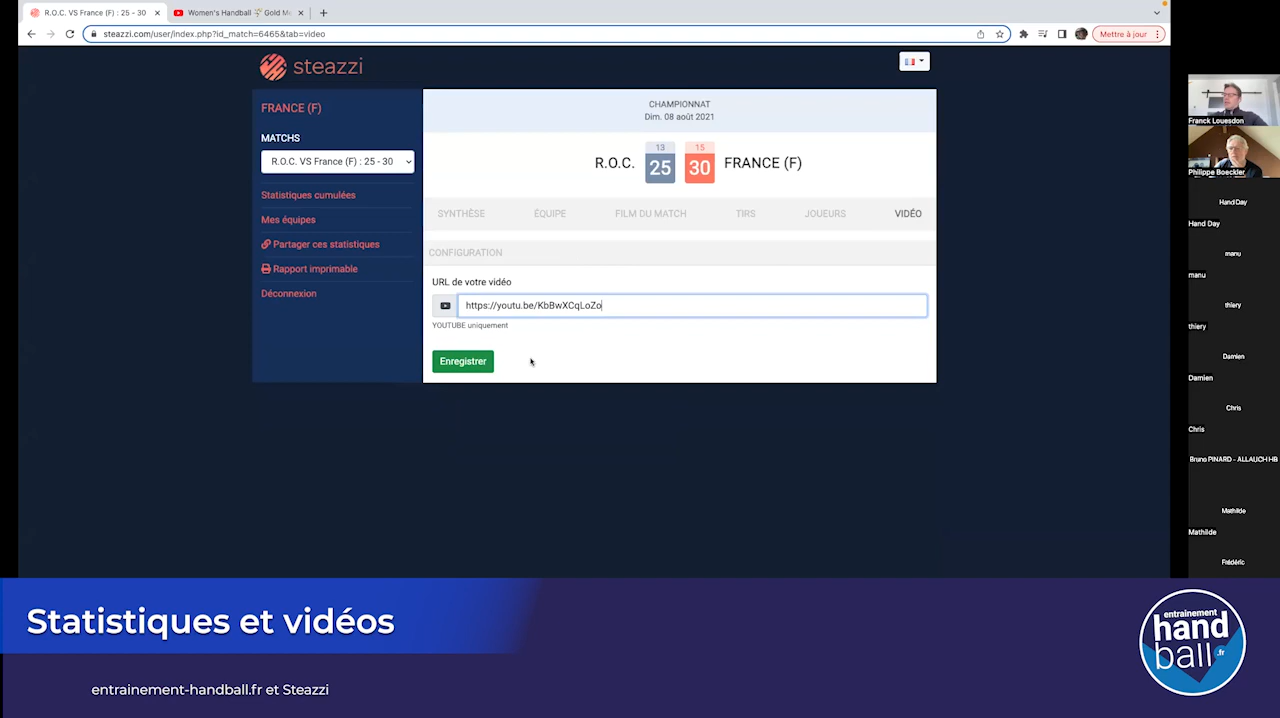 R.O.C. VS France (F) : 25 - 30
Women's Handball 🤾 Gold Me
steazzi.com/user/index.php?id_match=6465&tab=video
Mettre à jour
steazzi
FRANCE (F)
MATCHS
R.O.C. VS France (F) : 25 - 30
Statistiques cumulées
Mes équipes
Partager ces statistiques
Rapport imprimable
Déconnexion
CHAMPIONNAT
Dim. 08 août 2021
13 15
R.O.C. 25 30 FRANCE (F)
SYNTHÈSE ÉQUIPE FILM DU MATCH TIRS JOUEURS VIDÉO
CONFIGURATION
URL de votre vidéo
https://youtu.be/KbBwXCqLoZo
YOUTUBE uniquement
Enregistrer
Franck Louesdon
Philippe Boeckler
Hand Day
Hand Day
manu
manu
thiery
thiery
Damien
Damien
Chris
Chris
Bruno PINARD - ALLAUCH HB
Mathilde
Mathilde
Frédéric
Statistiques et vidéos
entrainement-handball.fr et Steazzi
entrainement
hand
ball.fr